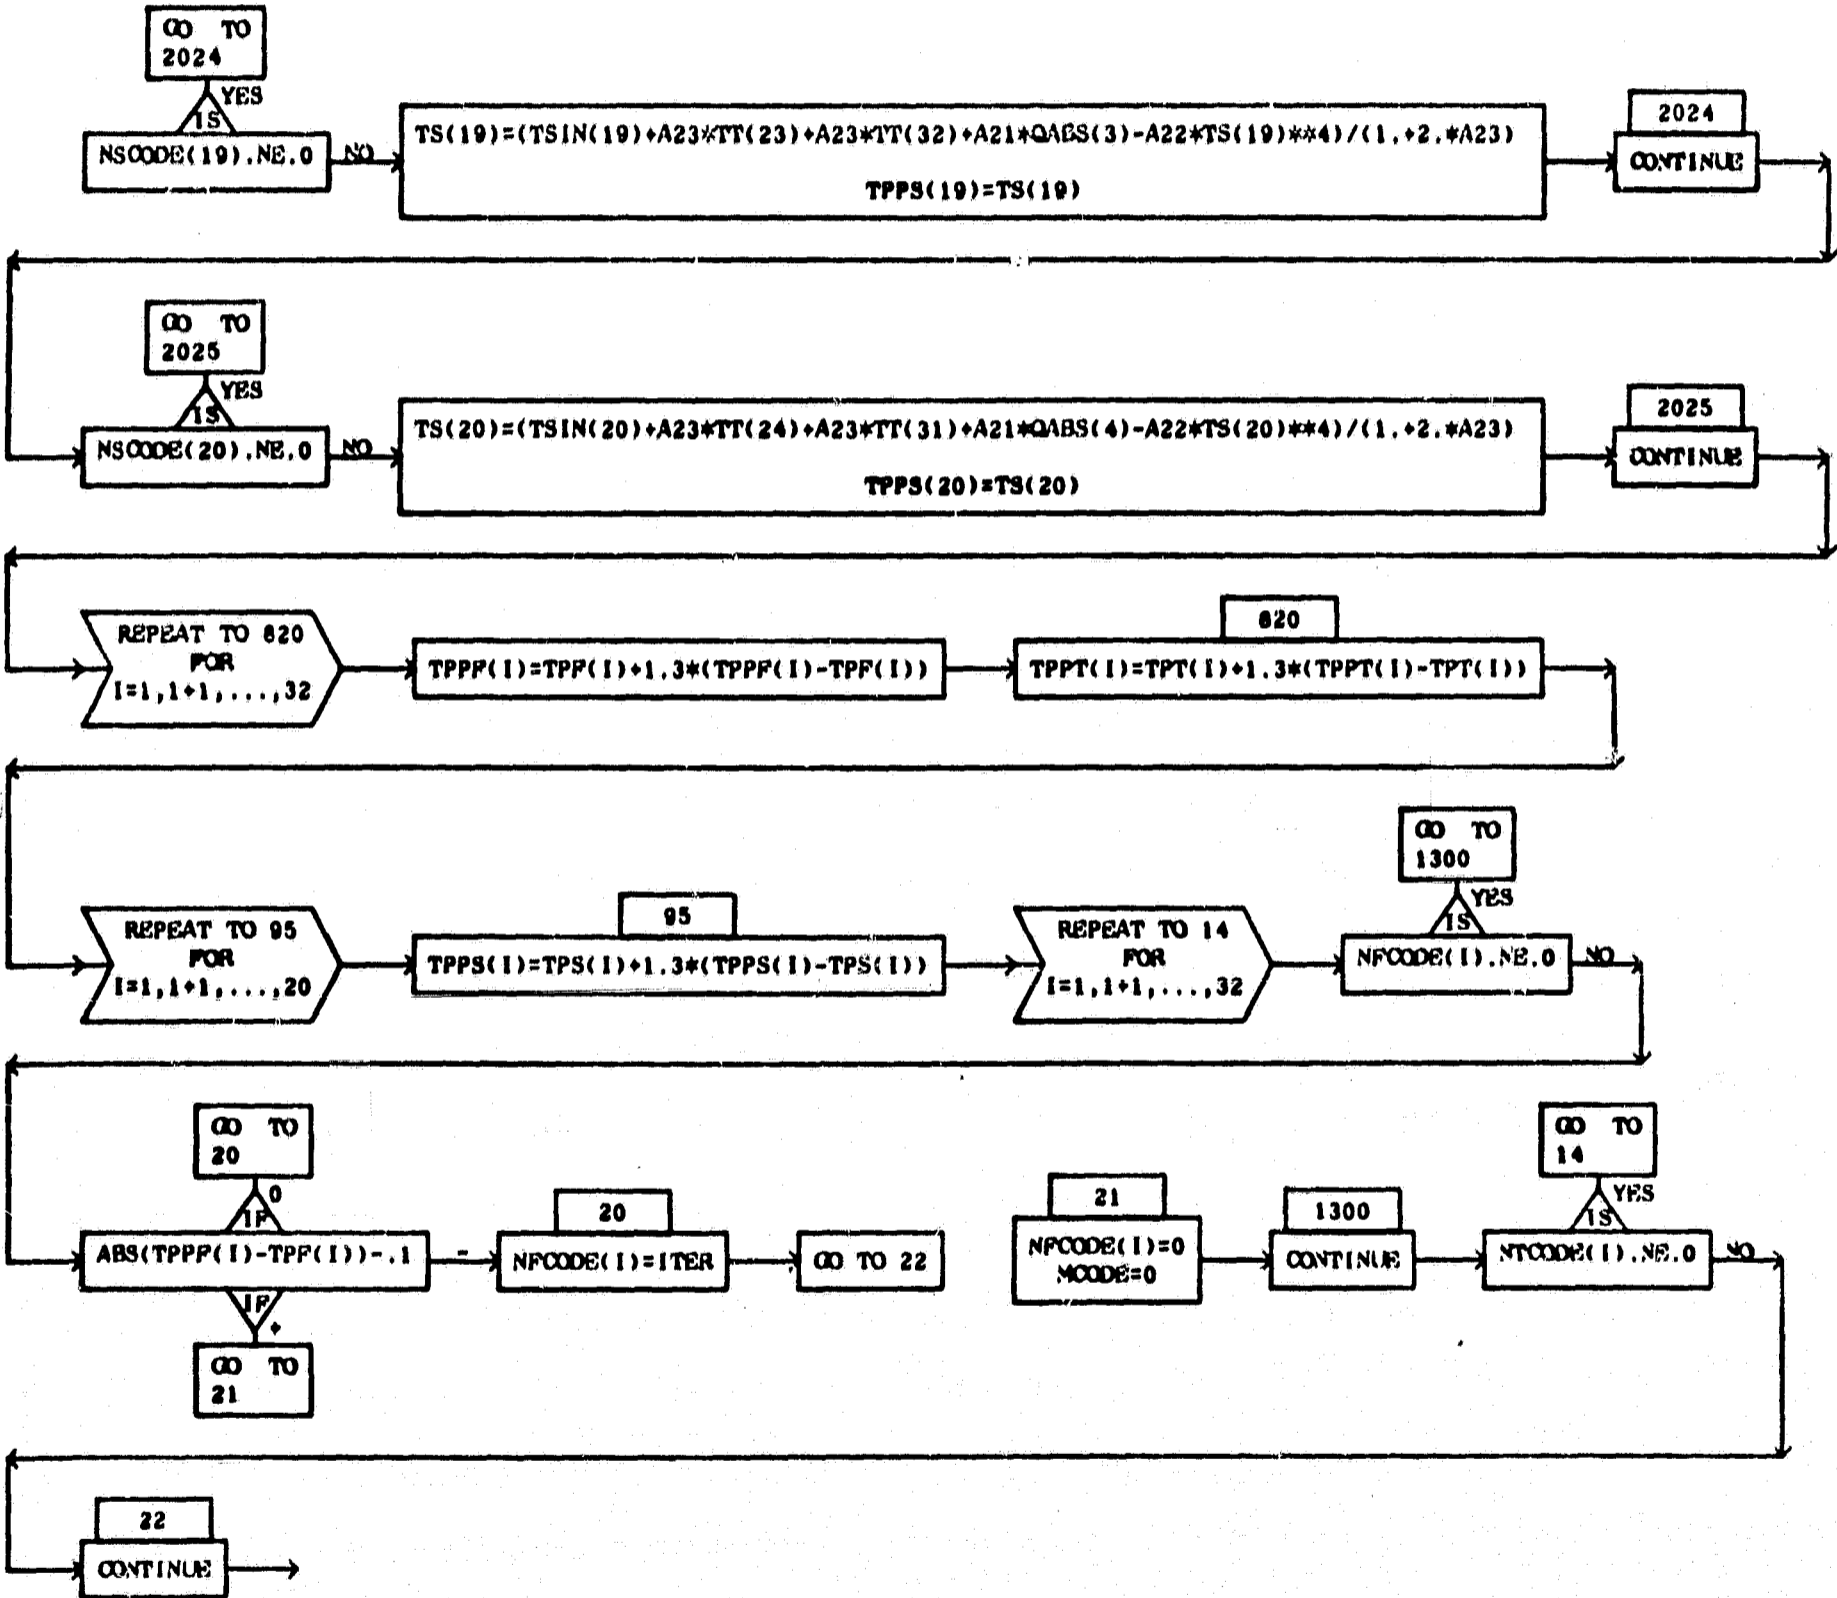 GO TO
2024
YES
IS
NSCODE(19).NE.0
NO
TS(19)=(TSIN(19)+A23*TT(23)+A23*TT(32)+A21*QABS(3)-A22*TS(19)**4)/(1.+2.*A23)
TPPS(19)=TS(19)
2024
CONTINUE
GO TO
2025
YES
IS
NSCODE(20).NE.0
NO
TS(20)=(TSIN(20)+A23*TT(24)+A23*TT(31)+A21*QABS(4)-A22*TS(20)**4)/(1.+2.*A23)
TPPS(20)=TS(20)
2025
CONTINUE
REPEAT TO 820
FOR
I=1,1+1,...,32
TPPF(I)=TPF(I)+1.3*(TPPF(I)-TPF(I))
820
TPPT(I)=TPT(I)+1.3*(TPPT(I)-TPT(I))
REPEAT TO 95
FOR
I=1,1+1,...,20
95
TPPS(I)=TPS(I)+1.3*(TPPS(I)-TPS(I))
REPEAT TO 14
FOR
I=1,1+1,...,32
GO TO
1300
YES
IS
NFCODE(I).NE.0
NO
GO TO
20
0
IF
ABS(TPPF(I)-TPF(I))-.1
-
IF
+
GO TO
21
20
NFCODE(I)=ITER
GO TO 22
21
NFCODE(I)=0
MCODE=0
1300
CONTINUE
GO TO
14
YES
IS
NTCODE(I).NE.0
NO
22
CONTINUE